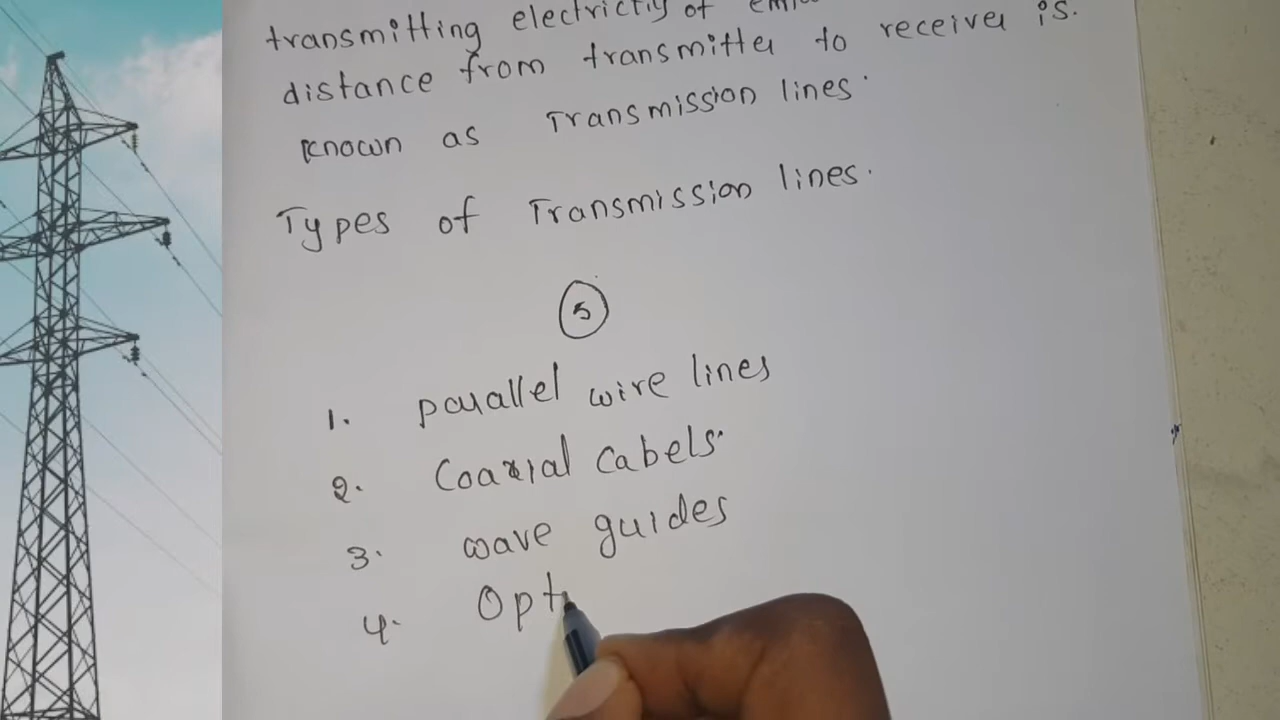 transmitting electricity of
distance from transmitter to receiver is.
Known as Transmission lines.
Types of Transmission lines.
5
1. parallel wire lines
2. Coaxial Cabels.
3. wave guides
4. Opt